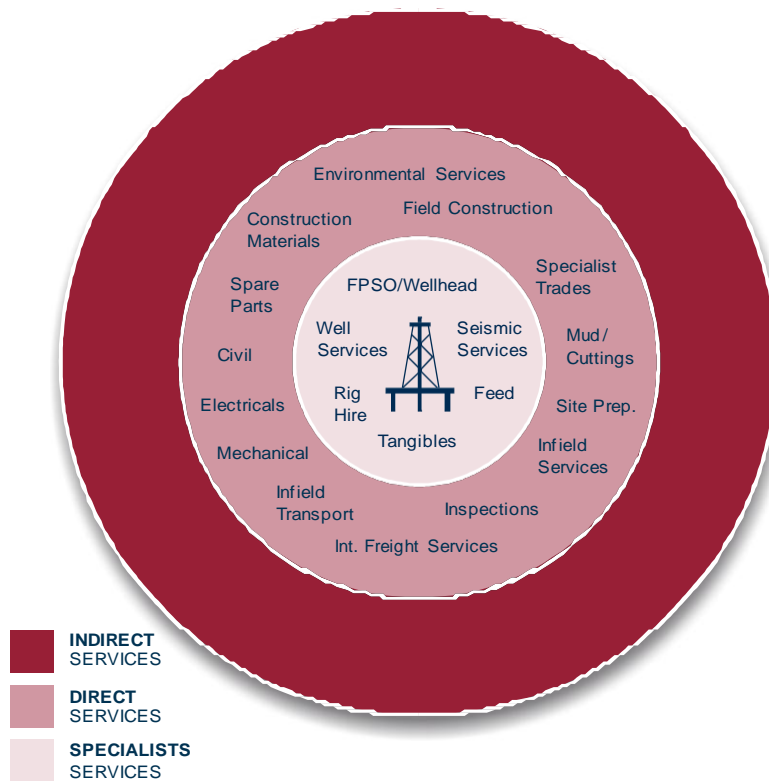 Environmental Services
Field Construction
Construction
Materials
Specialist
Trades
Spare
Parts
FPSO/Wellhead
Well
Services
Seismic
Services
Mud/
Cuttings
Civil
Rig
Hire
Feed
Electricals
Site Prep.
Tangibles
Mechanical
Infield
Services
Infield
Transport
Inspections
Int. Freight Services
INDIRECT
SERVICES
DIRECT
SERVICES
SPECIALISTS
SERVICES